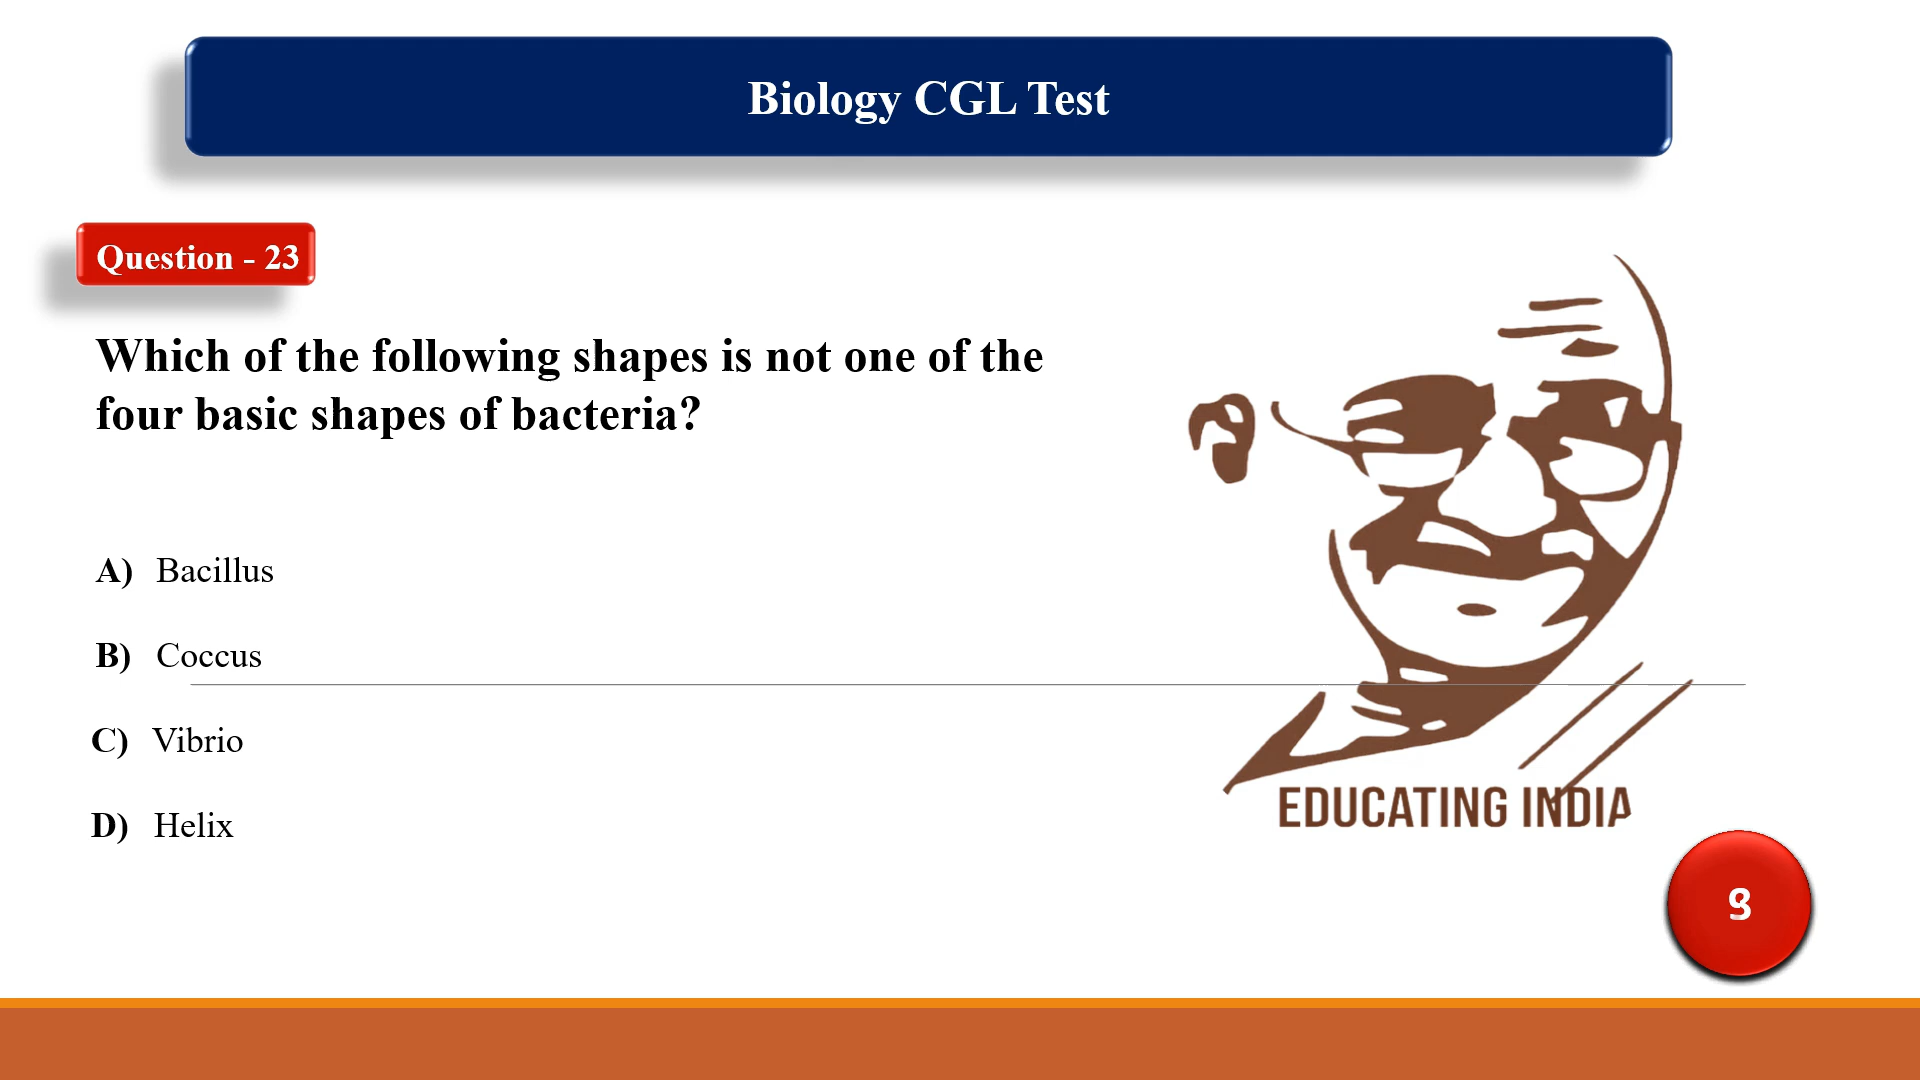 Biology CGL Test
Question - 23
Which of the following shapes is not one of the
four basic shapes of bacteria?
A) Bacillus
B) Coccus
C) Vibrio
D) Helix
EDUCATING INDIA